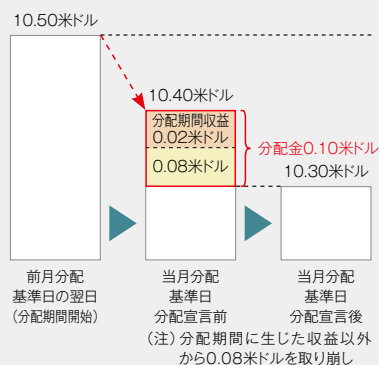 10.50米ドル
10.40米ドル
分配期間収益
0.02米ドル
0.08米ドル
分配金0.10米ドル
10.30米ドル
前月分配
基準日の翌日
(分配期間開始)
当月分配
基準日
分配宣言前
当月分配
基準日
分配宣言後
(注)分配期間に生じた収益以外
から0.08米ドルを取り崩し